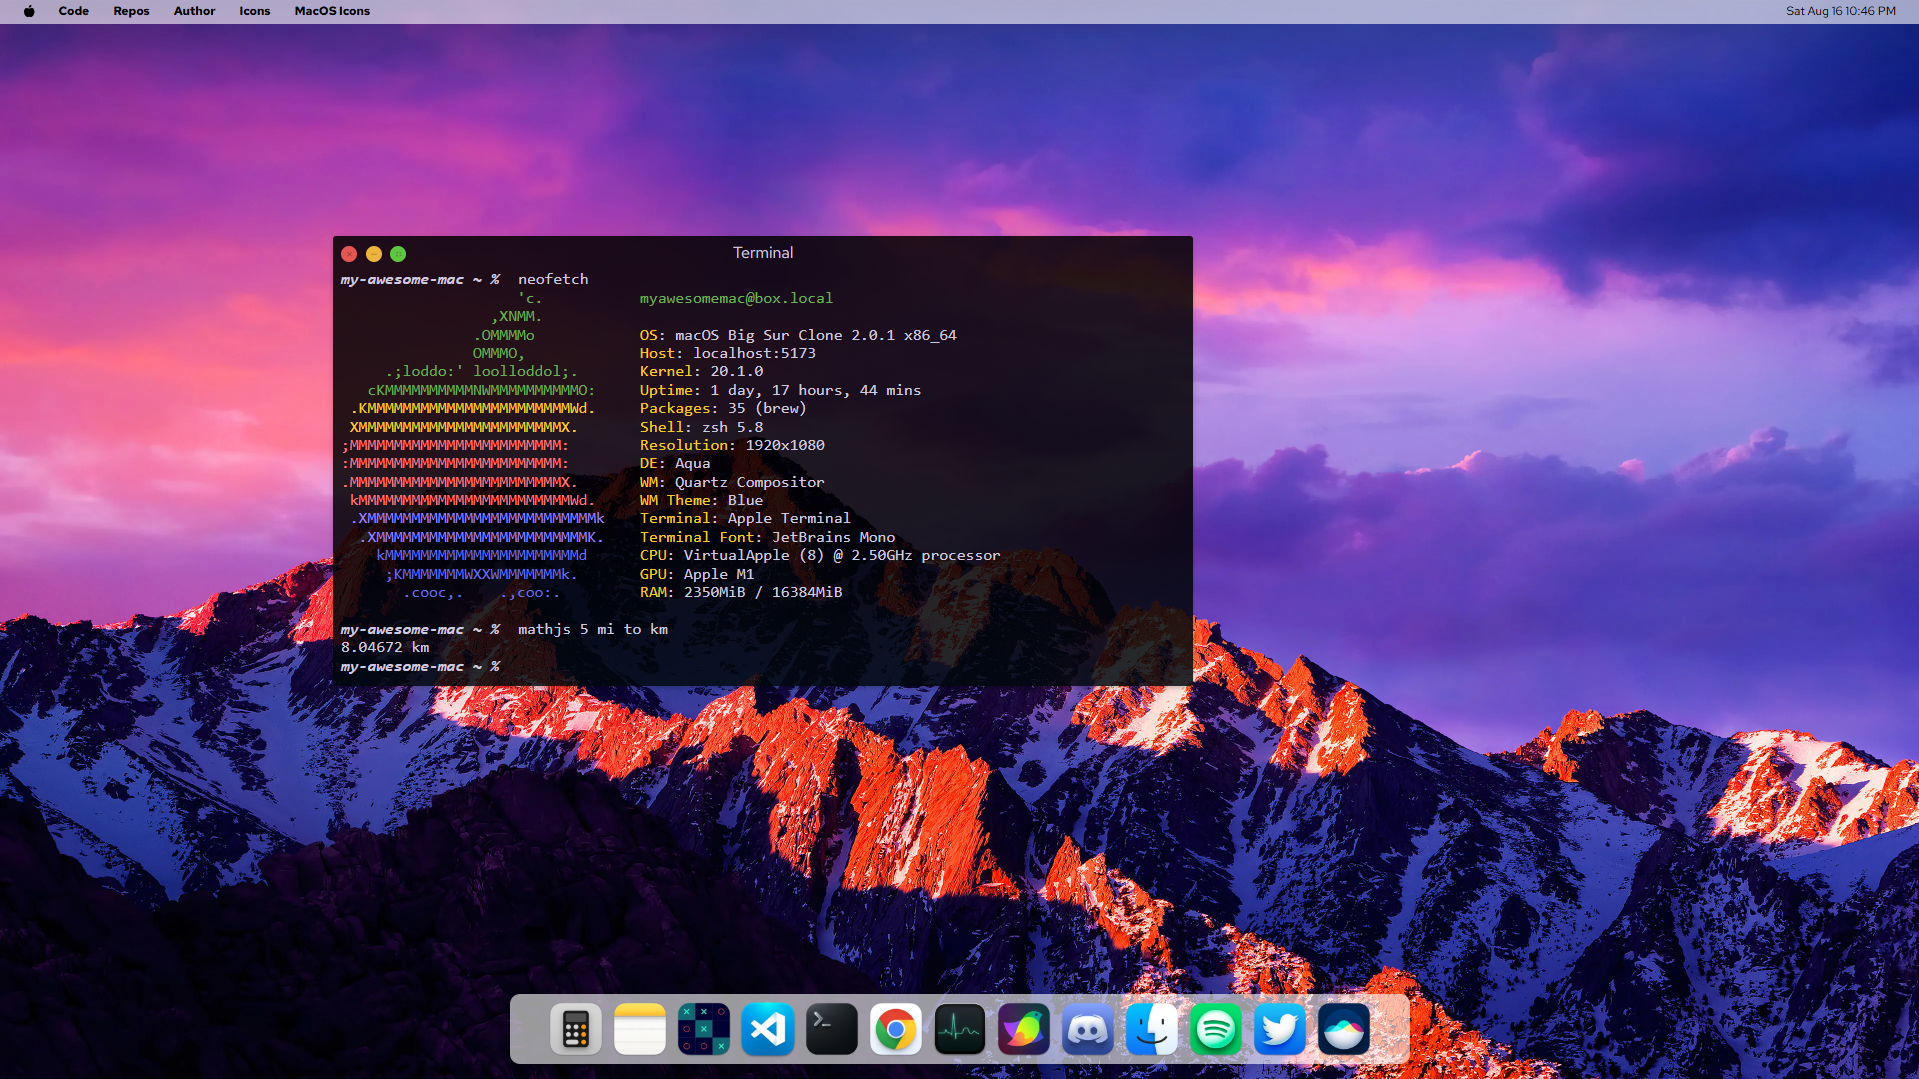 Code Repos Author Icons MacOS Icons Sat Aug 16 10:46 PM
Terminal
my-awesome-mac ~ % neofetch
'c. myawesomemac@box.local
,XNMM.
.OMMMMo OS: macOS Big Sur Clone 2.0.1 x86_64
OMMMO, Host: localhost:5173
.;loddo:' loolloddol;. Kernel: 20.1.0
cKMMMMMMMMMMNWMMMMMMMMMMO: Uptime: 1 day, 17 hours, 44 mins
.KMMMMMMMMMMMMMMMMMMMMMMMWd. Packages: 35 (brew)
XMMMMMMMMMMMMMMMMMMMMMMMX. Shell: zsh 5.8
;MMMMMMMMMMMMMMMMMMMMMMMM: Resolution: 1920x1080
:MMMMMMMMMMMMMMMMMMMMMMMM: DE: Aqua
.MMMMMMMMMMMMMMMMMMMMMMMMX. WM: Quartz Compositor
kMMMMMMMMMMMMMMMMMMMMMMMMWd. WM Theme: Blue
.XMMMMMMMMMMMMMMMMMMMMMMMMMMk Terminal: Apple Terminal
.XMMMMMMMMMMMMMMMMMMMMMMMMK. Terminal Font: JetBrains Mono
kMMMMMMMMMMMMMMMMMMMMMMd CPU: VirtualApple (8) @ 2.50GHz processor
;KMMMMMMMWXXWMMMMMMMk. GPU: Apple M1
.cooc,. .,coo:. RAM: 2350MiB / 16384MiB
my-awesome-mac ~ % mathjs 5 mi to km
8.04672 km
my-awesome-mac ~ %